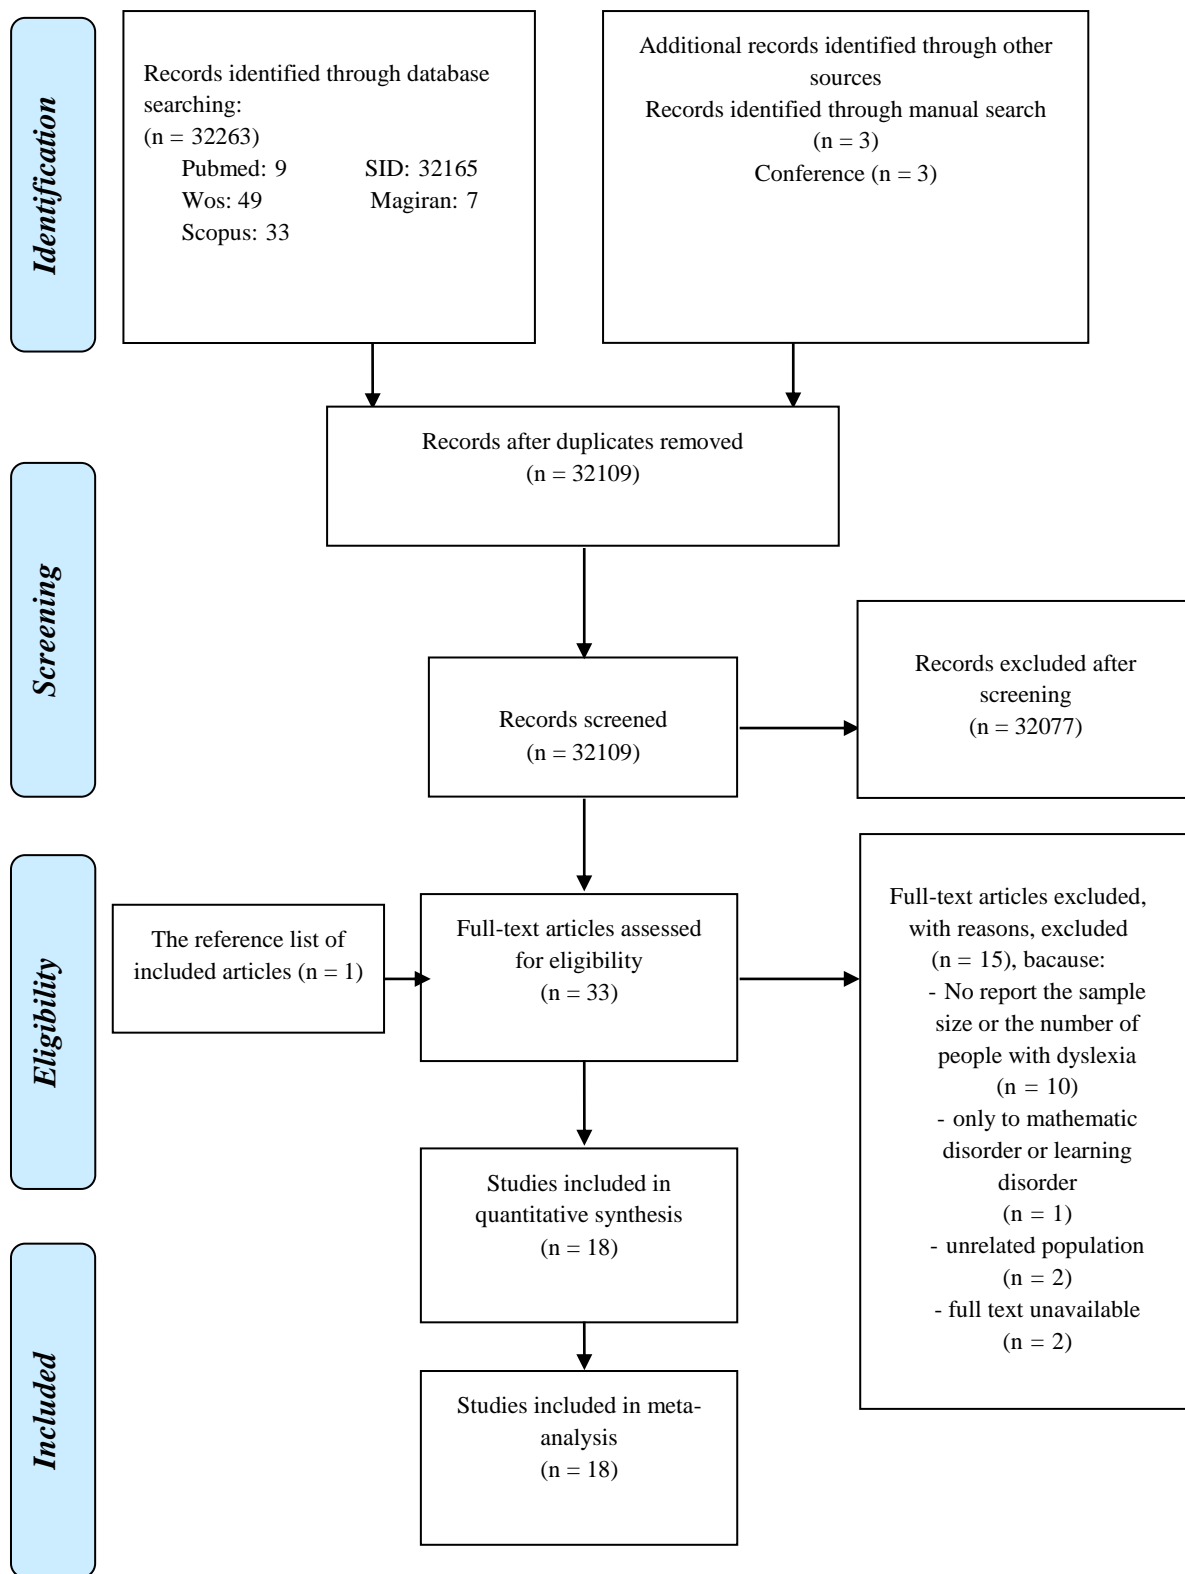 Identification
Records identified through database
searching:
(n = 32263)
Pubmed: 9 SID: 32165
Wos: 49 Magiran: 7
Scopus: 33
Additional records identified through other
sources
Records identified through manual search
(n = 3)
Conference (n = 3)
Records after duplicates removed
(n = 32109)
Screening
Records screened
(n = 32109)
Records excluded after
screening
(n = 32077)
Eligibility
The reference list of
included articles (n = 1)
Full-text articles assessed
for eligibility
(n = 33)
Full-text articles excluded,
with reasons, excluded
(n = 15), bacause:
- No report the sample
size or the number of
people with dyslexia
(n = 10)
- only to mathematic
disorder or learning
disorder
(n = 1)
- unrelated population
(n = 2)
- full text unavailable
(n = 2)
Studies included in
quantitative synthesis
(n = 18)
Included
Studies included in meta-
analysis
(n = 18)